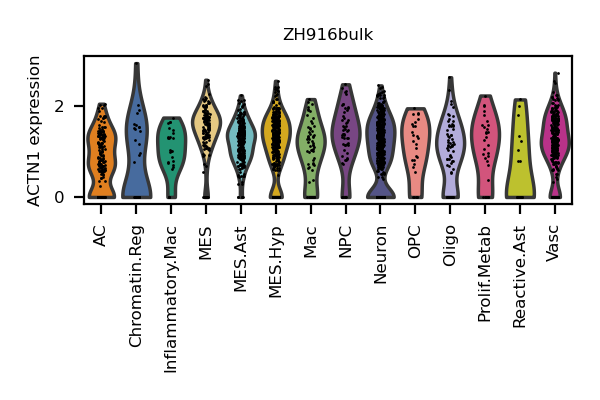 ZH916bulk
ACTN1 expression
2
0
AC
Chromatin.Reg
Inflammatory.Mac
MES
MES.Ast
MES.Hyp
Mac
NPC
Neuron
OPC
Oligo
Prolif.Metab
Reactive.Ast
Vasc